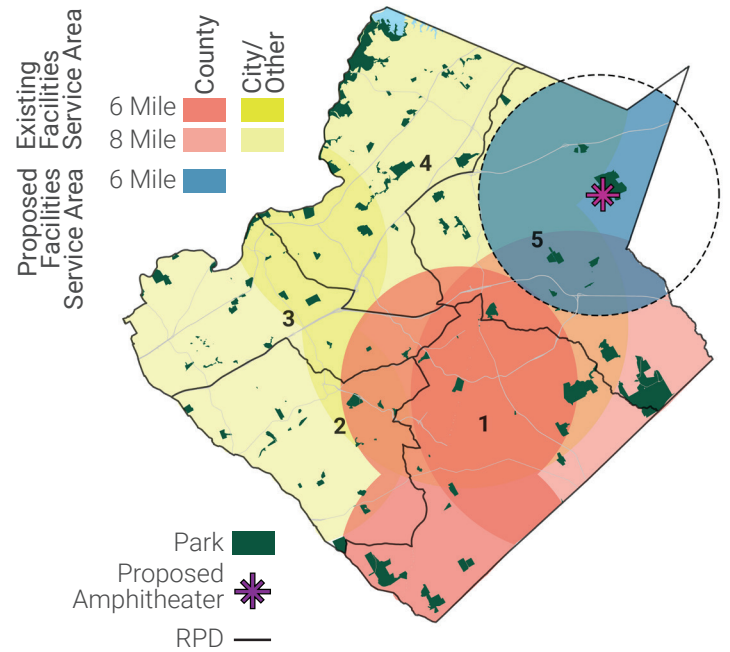 Existing
Facilities
Service Area
County
City/
Other
6 Mile
8 Mile
Proposed
Facilities
Service Area
6 Mile
4
5
3
2
1
Park
Proposed
Amphitheater
RPD